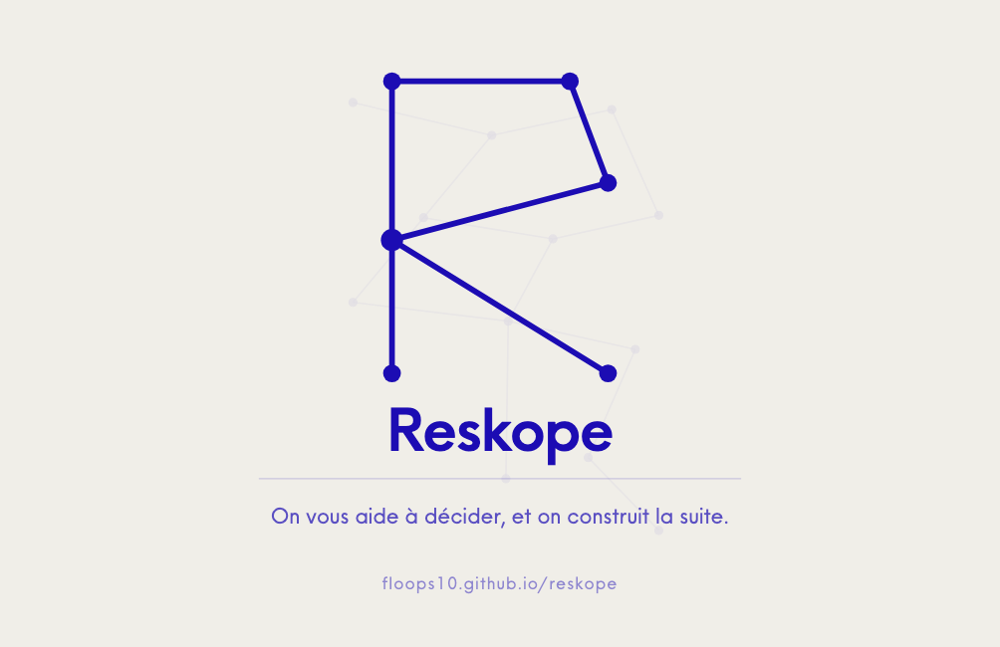 Reskope
On vous aide à décider, et on construit la suite.
floops10.github.io/reskope